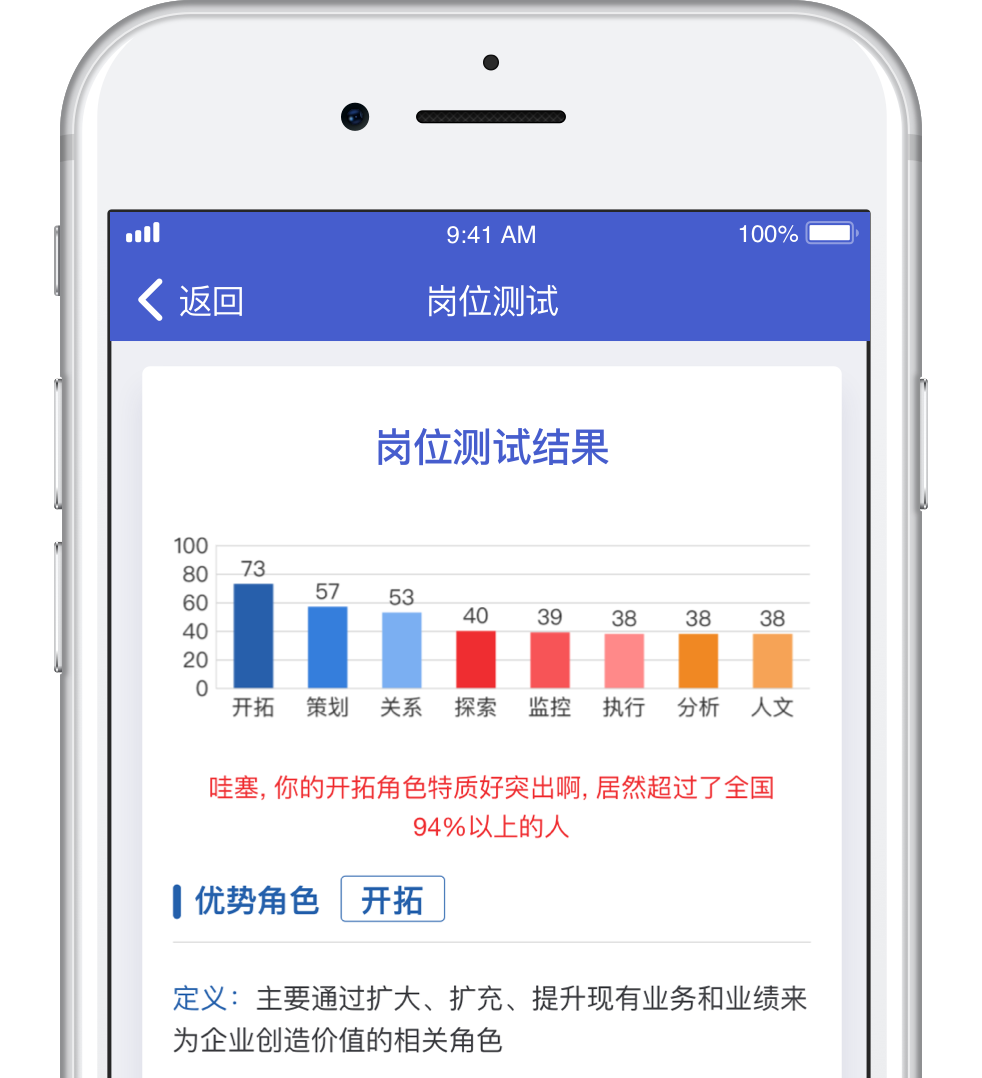 9:41 AM 100%
返回 岗位测试
岗位测试结果
100
80
60
40
20
0
73 57 53 40 39 38 38 38
开拓 策划 关系 探索 监控 执行 分析 人文
哇塞, 你的开拓角色特质好突出啊, 居然超过了全国
94%以上的人
优势角色 开拓
定义：主要通过扩大、扩充、提升现有业务和业绩来
为企业创造价值的相关角色